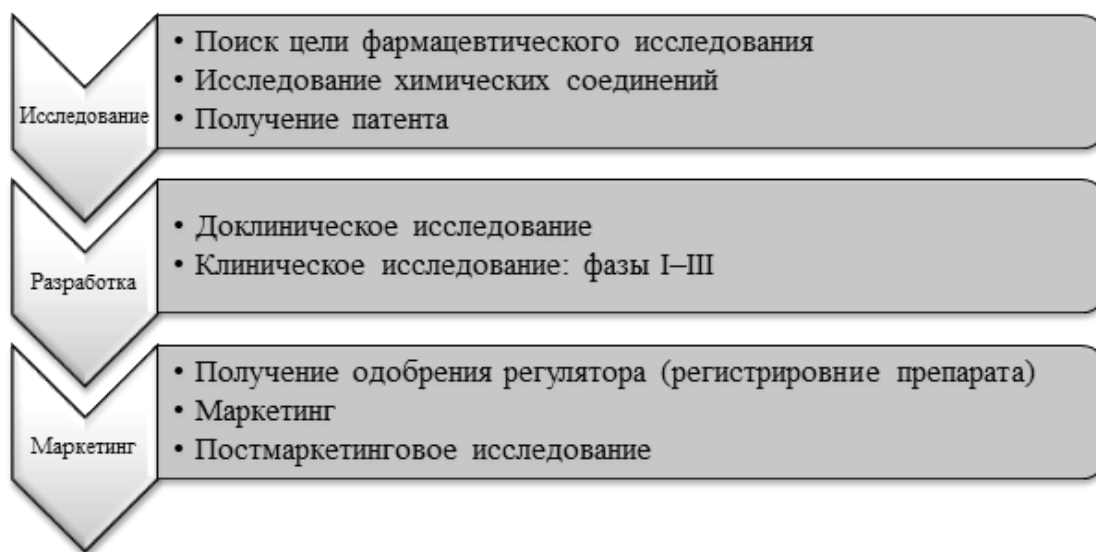 Исследование
• Поиск цели фармацевтического исследования
• Исследование химических соединений
• Получение патента
Разработка
• Доклиническое исследование
• Клиническое исследование: фазы I–III
Маркетинг
• Получение одобрения регулятора (регистрировние препарата)
• Маркетинг
• Постмаркетинговое исследование